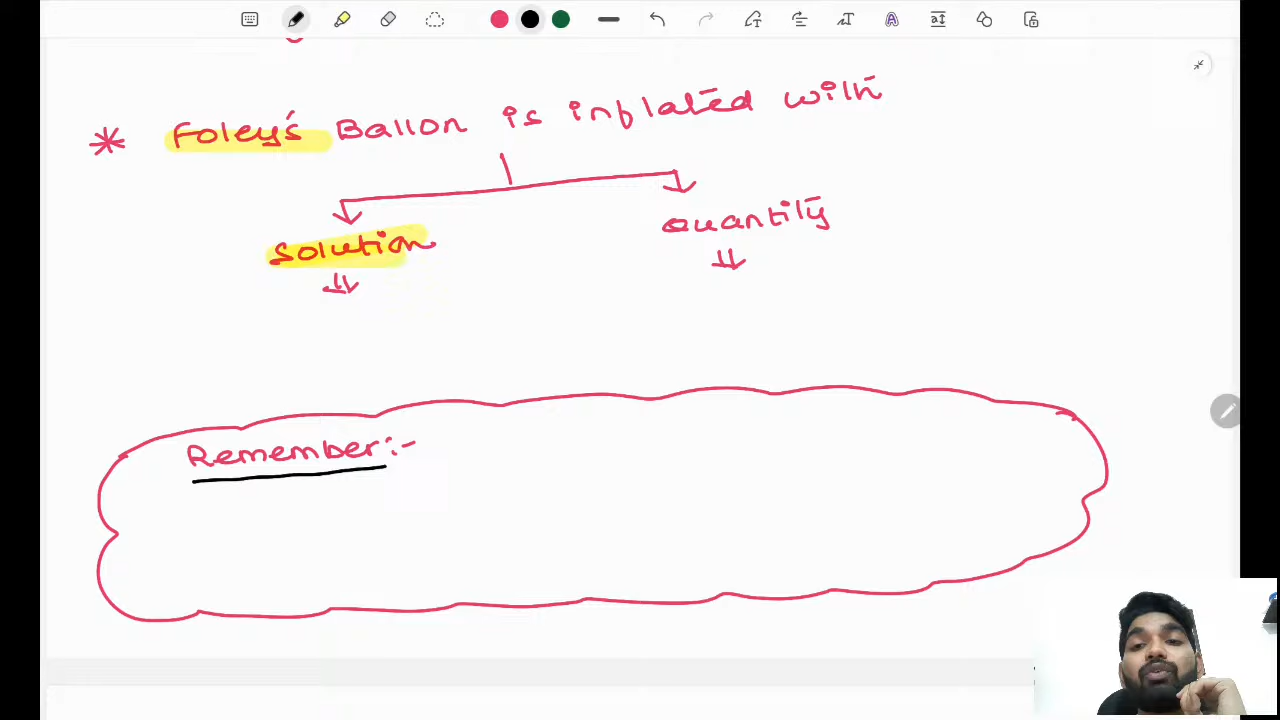 * Foley's Ballon is inflated with
Solution
Quantity
Remember:-